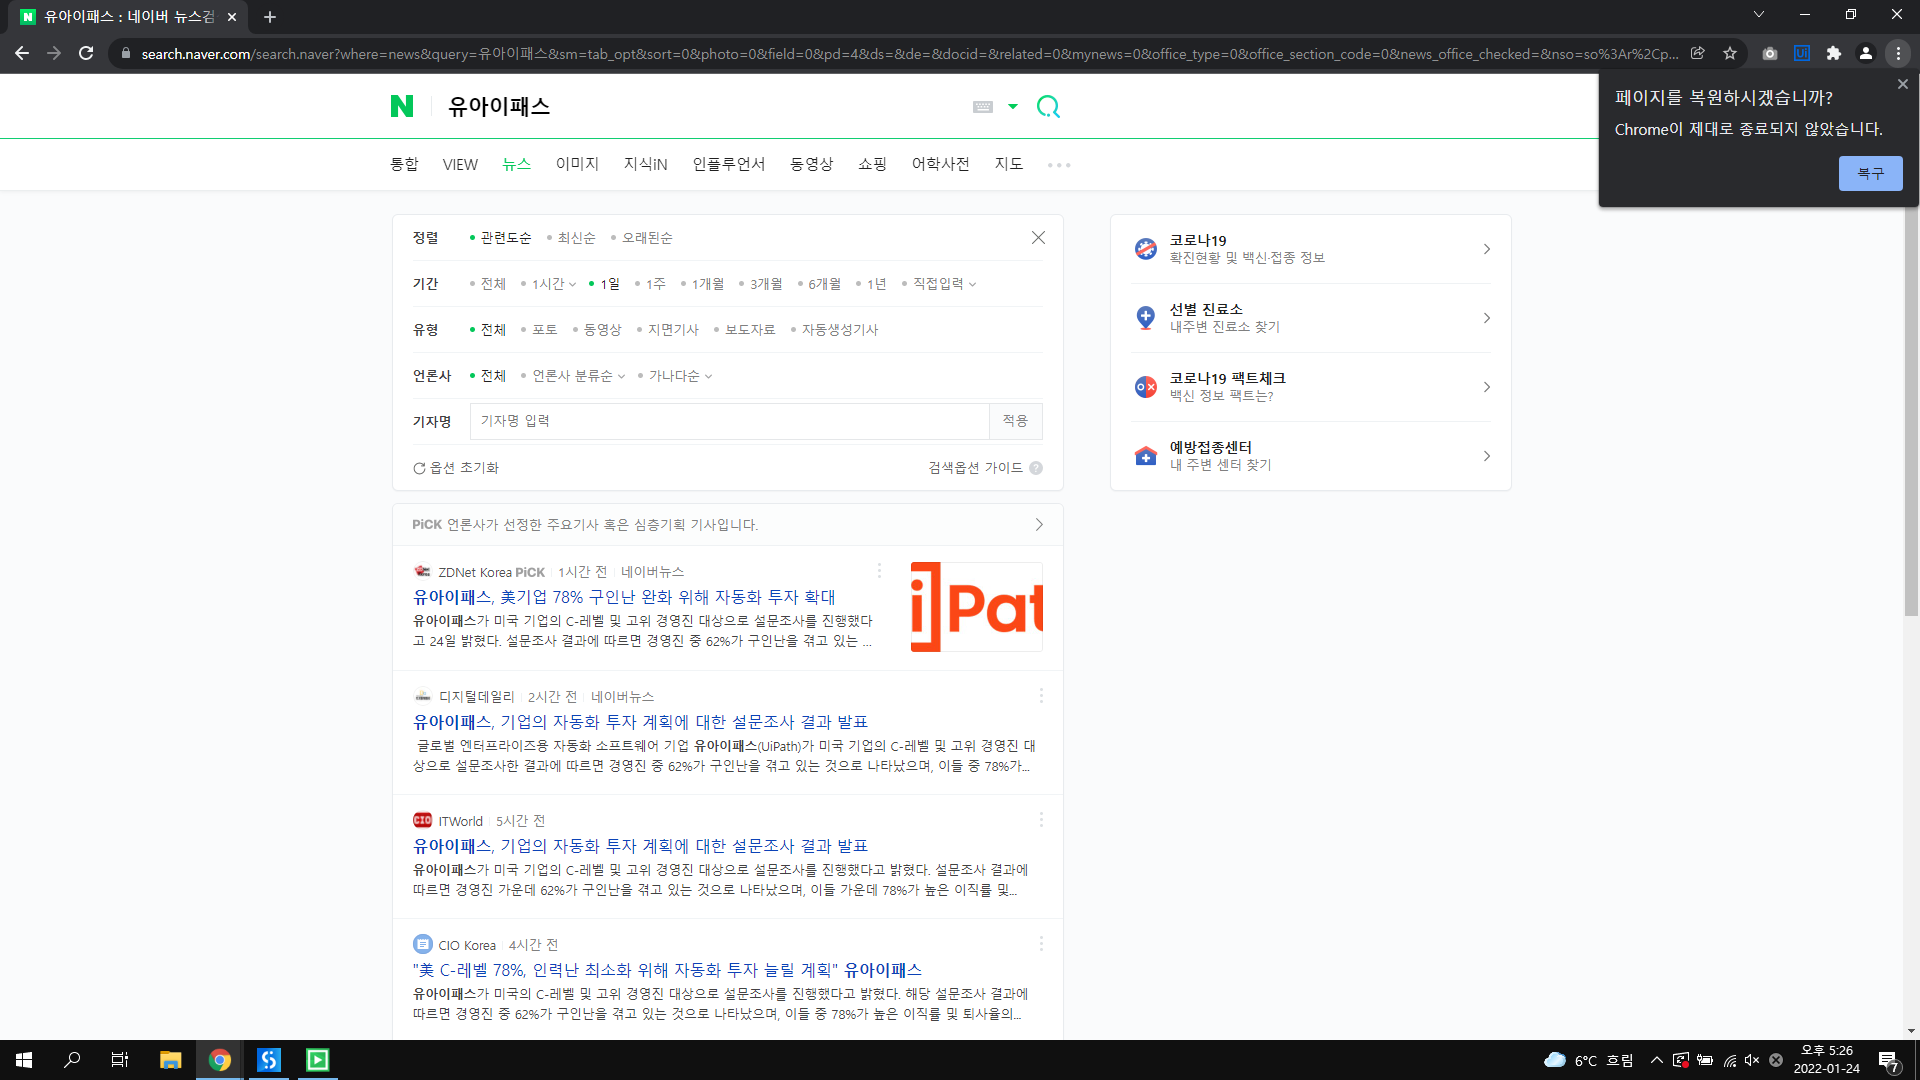 유아이패스 : 네이버 뉴스검
search.naver.com/search.naver?where=news&query=유아이패스&sm=tab_opt&sort=0&photo=0&field=0&pd=4&ds=&de=&docid=&related=0&mynews=0&office_type=0&office_section_code=0&news_office_checked=&nso=so%3Ar%2Cp...
페이지를 복원하시겠습니까?
Chrome이 제대로 종료되지 않았습니다.
복구
N 유아이패스
통합 VIEW 뉴스 이미지 지식iN 인플루언서 동영상 쇼핑 어학사전 지도
정렬 관련도순 최신순 오래된순
기간 전체 1시간 1일 1주 1개월 3개월 6개월 1년 직접입력
유형 전체 포토 동영상 지면기사 보도자료 자동생성기사
언론사 전체 언론사 분류순 가나다순
기자명 기자명 입력 적용
옵션 초기화 검색옵션 가이드 ?
PiCK 언론사가 선정한 주요기사 혹은 심층기획 기사입니다.
ZDNet Korea PiCK 1시간 전 네이버뉴스
유아이패스, 美기업 78% 구인난 완화 위해 자동화 투자 확대
유아이패스가 미국 기업의 C-레벨 및 고위 경영진 대상으로 설문조사를 진행했다
고 24일 밝혔다. 설문조사 결과에 따르면 경영진 중 62%가 구인난을 겪고 있는 ...
i]Pat
디지털데일리 2시간 전 네이버뉴스
유아이패스, 기업의 자동화 투자 계획에 대한 설문조사 결과 발표
글로벌 엔터프라이즈용 자동화 소프트웨어 기업 유아이패스(UiPath)가 미국 기업의 C-레벨 및 고위 경영진 대
상으로 설문조사한 결과에 따르면 경영진 중 62%가 구인난을 겪고 있는 것으로 나타났으며, 이들 중 78%가...
CIO ITWorld 5시간 전
유아이패스, 기업의 자동화 투자 계획에 대한 설문조사 결과 발표
유아이패스가 미국 기업의 C-레벨 및 고위 경영진 대상으로 설문조사를 진행했다고 밝혔다. 설문조사 결과에
따르면 경영진 가운데 62%가 구인난을 겪고 있는 것으로 나타났으며, 이들 가운데 78%가 높은 이직률 및...
CIO Korea 4시간 전
"美 C-레벨 78%, 인력난 최소화 위해 자동화 투자 늘릴 계획" 유아이패스
유아이패스가 미국의 C-레벨 및 고위 경영진 대상으로 설문조사를 진행했다고 밝혔다. 해당 설문조사 결과에
따르면 경영진 중 62%가 구인난을 겪고 있는 것으로 나타났으며, 이들 중 78%가 높은 이직률 및 퇴사율의...
코로나19
확진현황 및 백신·접종 정보
선별 진료소
내주변 진료소 찾기
코로나19 팩트체크
백신 정보 팩트는?
예방접종센터
내 주변 센터 찾기
6°C 흐림
오후 5:26
2022-01-24
7